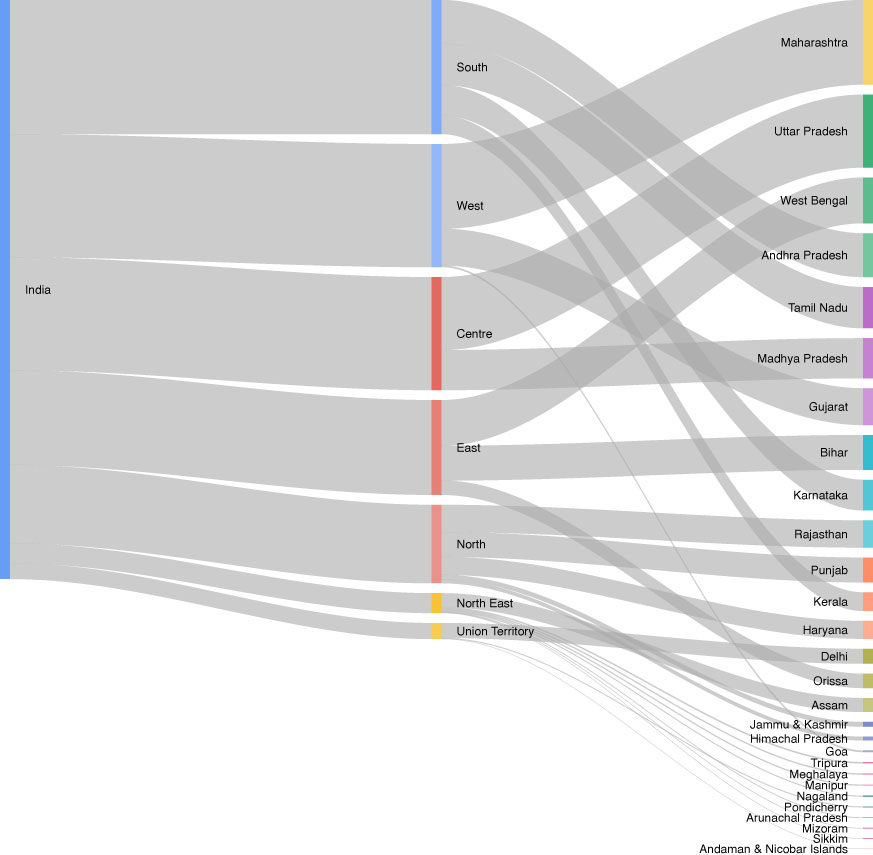 India
South
West
Centre
East
North
North East
Union Territory
Maharashtra
Uttar Pradesh
West Bengal
Andhra Pradesh
Tamil Nadu
Madhya Pradesh
Gujarat
Bihar
Karnataka
Rajasthan
Punjab
Kerala
Haryana
Delhi
Orissa
Assam
Jammu & Kashmir
Himachal Pradesh
Goa
Tripura
Meghalaya
Manipur
Nagaland
Pondicherry
Arunachal Pradesh
Mizoram
Sikkim
Andaman & Nicobar Islands